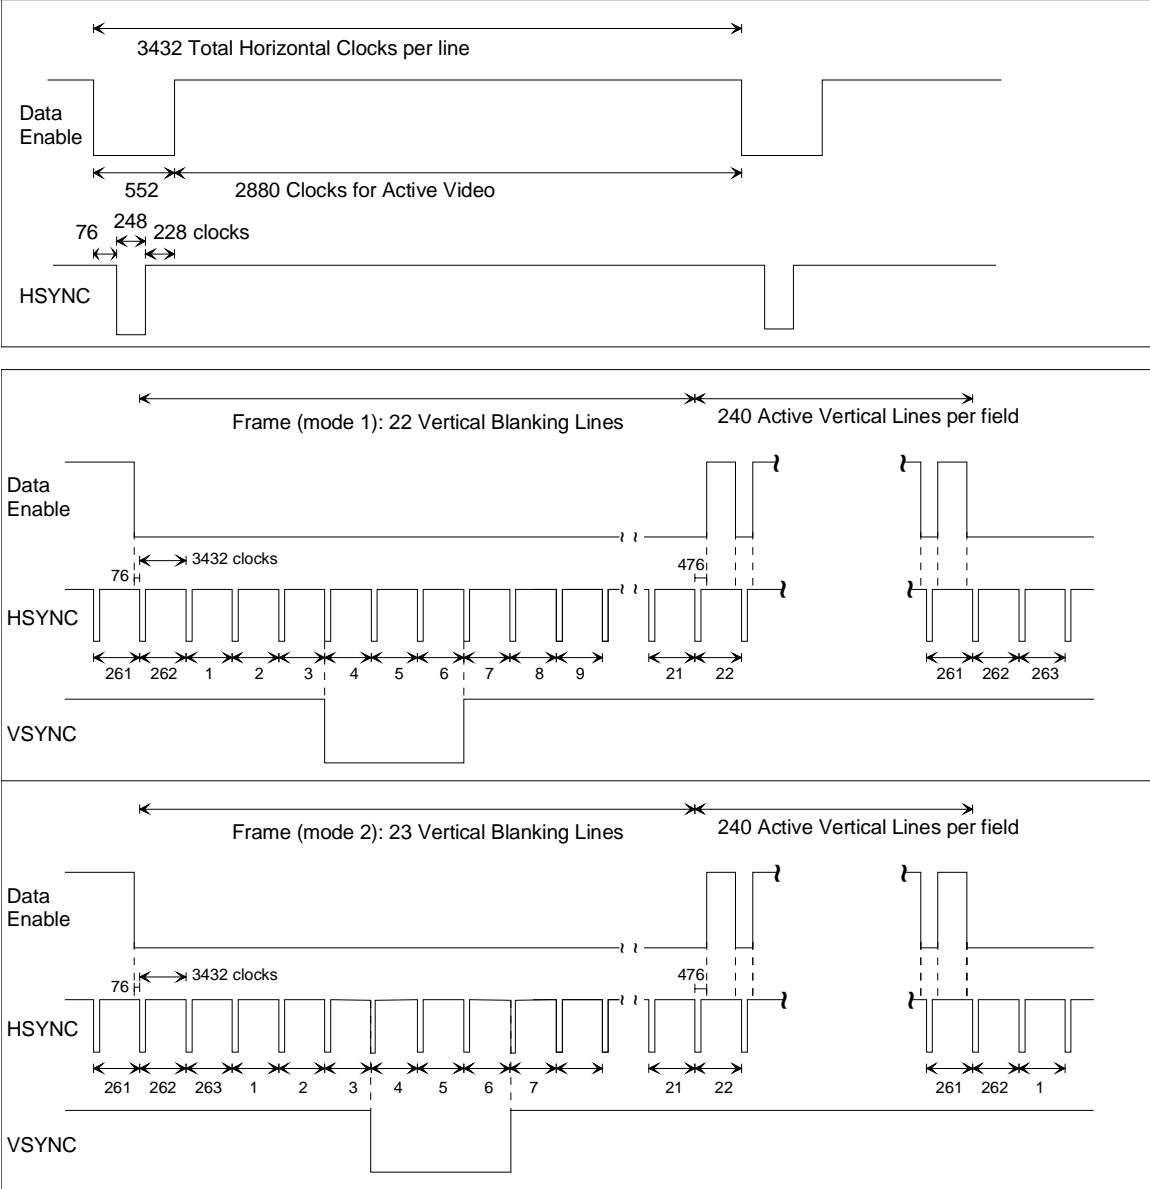 3432 Total Horizontal Clocks per line
Data
Enable
552
2880 Clocks for Active Video
76
248
228 clocks
HSYNC
Frame (mode 1): 22 Vertical Blanking Lines
240 Active Vertical Lines per field
Data
Enable
3432 clocks
76
476
HSYNC
261 262 1 2 3 4 5 6 7 8 9 21 22 261 262 263
VSYNC
Frame (mode 2): 23 Vertical Blanking Lines
240 Active Vertical Lines per field
Data
Enable
3432 clocks
76
476
HSYNC
261 262 263 1 2 3 4 5 6 7 21 22 261 262 1
VSYNC